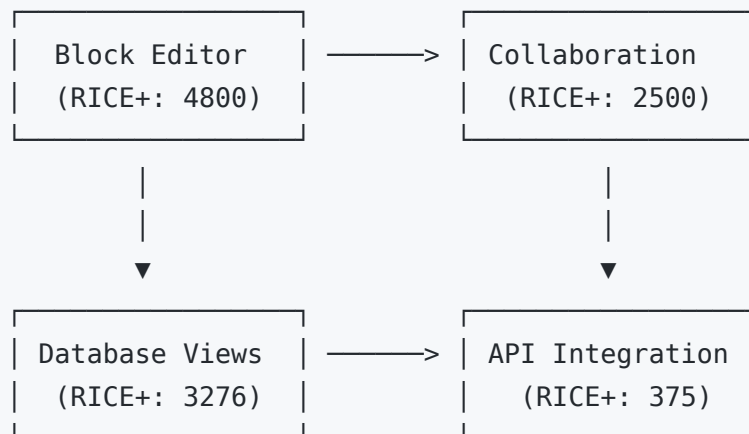 Block Editor
(RICE+: 4800)
Collaboration
(RICE+: 2500)
Database Views
(RICE+: 3276)
API Integration
(RICE+: 375)